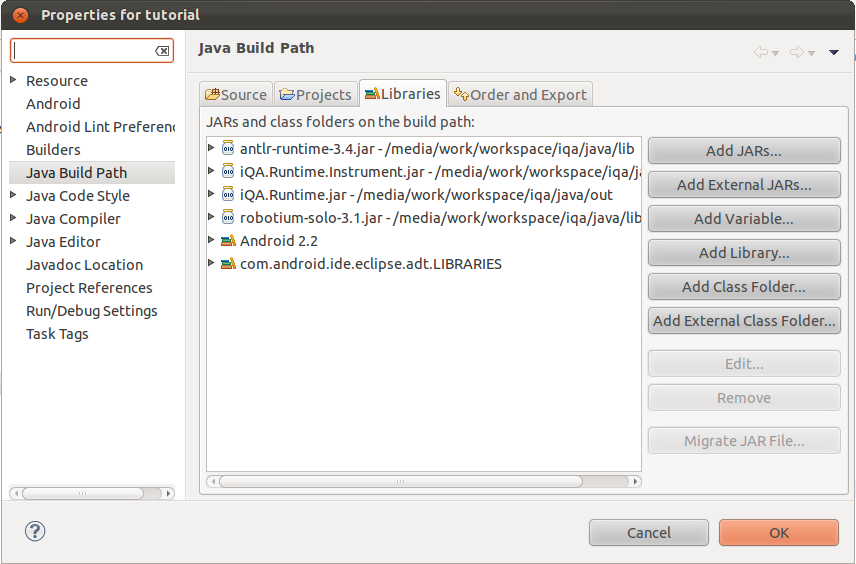 Properties for tutorial
Resource
Android
Android Lint Preferenc
Builders
Java Build Path
Java Code Style
Java Compiler
Java Editor
Javadoc Location
Project References
Run/Debug Settings
Task Tags
Java Build Path
Source
Projects
Libraries
Order and Export
JARs and class folders on the build path:
antlr-runtime-3.4.jar - /media/work/workspace/iqa/java/lib
iQA.Runtime.Instrument.jar - /media/work/workspace/iqa/ja
iQA.Runtime.jar - /media/work/workspace/iqa/java/out
robotium-solo-3.1.jar - /media/work/workspace/iqa/java/lib
Android 2.2
com.android.ide.eclipse.adt.LIBRARIES
Add JARs...
Add External JARs...
Add Variable...
Add Library...
Add Class Folder...
Add External Class Folder...
Edit...
Remove
Migrate JAR File...
?
Cancel
OK